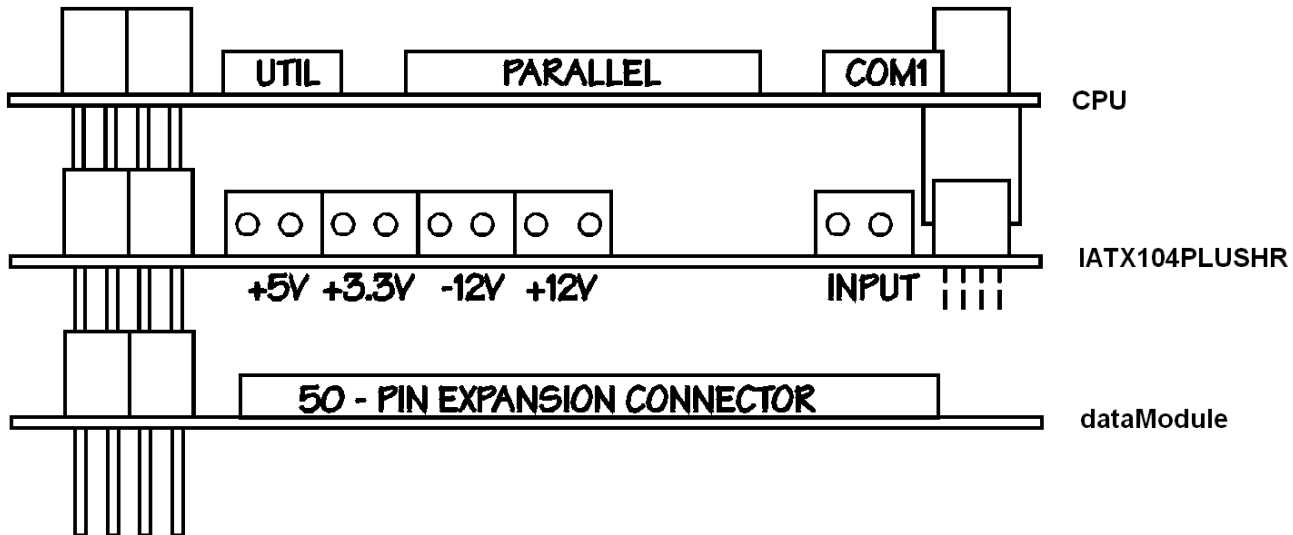 UTIL PARALLEL COM1
CPU
IATX104PLUSHR
+5V +3.3V -12V +12V INPUT
50 - PIN EXPANSION CONNECTOR
dataModule